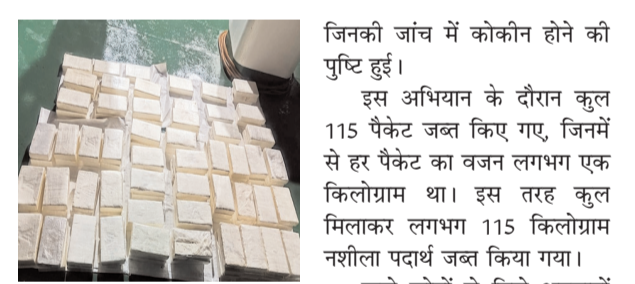 जिनकी जांच में कोकीन होने की
पुष्टि हुई।
इस अभियान के दौरान कुल
115 पैकेट जब्त किए गए, जिनमें
से हर पैकेट का वजन लगभग एक
किलोग्राम था। इस तरह कुल
मिलाकर लगभग 115 किलोग्राम
नशीला पदार्थ जब्त किया गया।